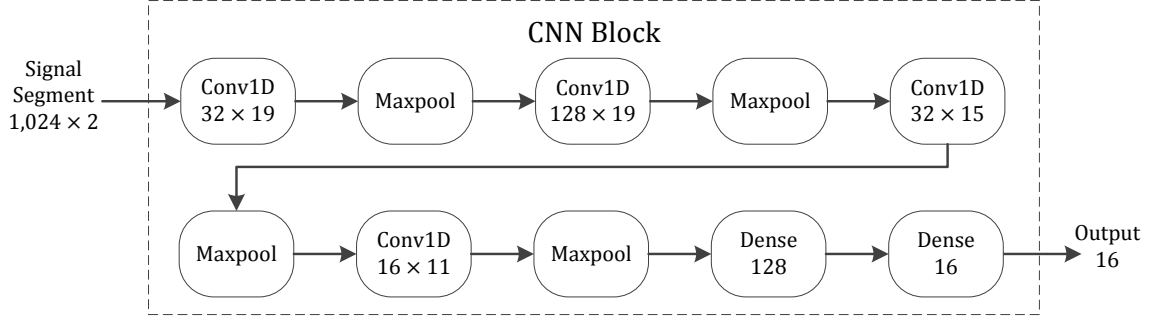 CNN Block
Signal
Segment
1,024 × 2
Conv1D
32 × 19
Maxpool
Conv1D
128 × 19
Maxpool
Conv1D
32 × 15
Maxpool
Conv1D
16 × 11
Maxpool
Dense
128
Dense
16
Output
16